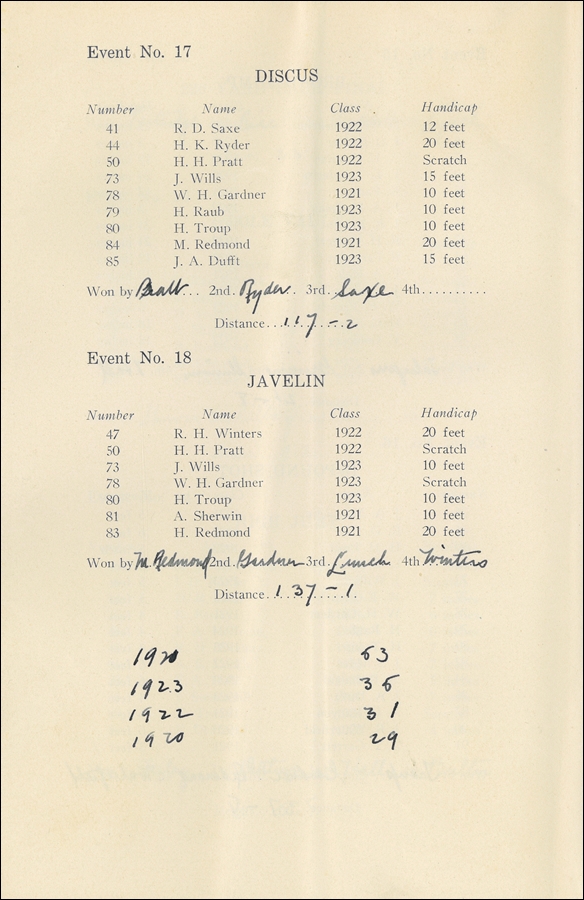 Event No. 17
DISCUS
Number Name Class Handicap
41 R. D. Saxe 1922 12 feet
44 H. K. Ryder 1922 20 feet
50 H. H. Pratt 1922 Scratch
73 J. Wills 1923 15 feet
78 W. H. Gardner 1921 10 feet
79 H. Raub 1923 10 feet
80 H. Troup 1923 10 feet
84 M. Redmond 1921 20 feet
85 J. A. Dufft 1923 15 feet
Won by Pratt... 2nd. Ryder.. 3rd. Saxe 4th..........
Distance...117-2
Event No. 18
JAVELIN
Number Name Class Handicap
47 R. H. Winters 1922 20 feet
50 H. H. Pratt 1922 Scratch
73 J. Wills 1923 10 feet
78 W. H. Gardner 1923 Scratch
80 H. Troup 1923 10 feet
81 A. Sherwin 1921 10 feet
83 H. Redmond 1921 20 feet
Won by M. Redmond 2nd. Gardner 3rd. 4th. Winters
Distance. 137-1.
63
1923 36
1922 31
1920 29